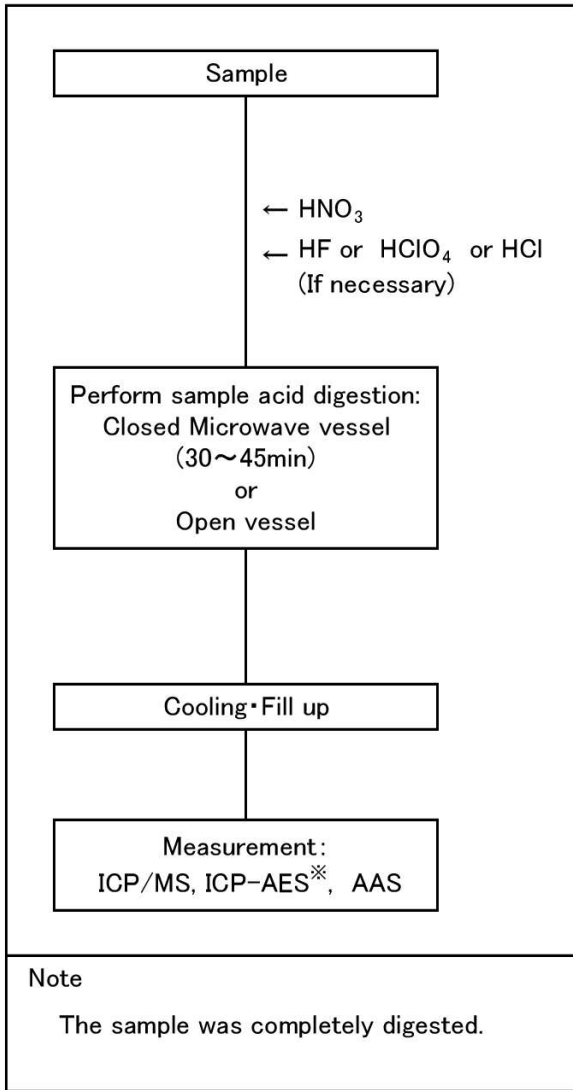 Sample
← HNO₃
← HF or HClO₄ or HCl
(If necessary)
Perform sample acid digestion:
Closed Microwave vessel
(30～45min)
or
Open vessel
Cooling・Fill up
Measurement:
ICP/MS, ICP-AES※, AAS
Note
The sample was completely digested.